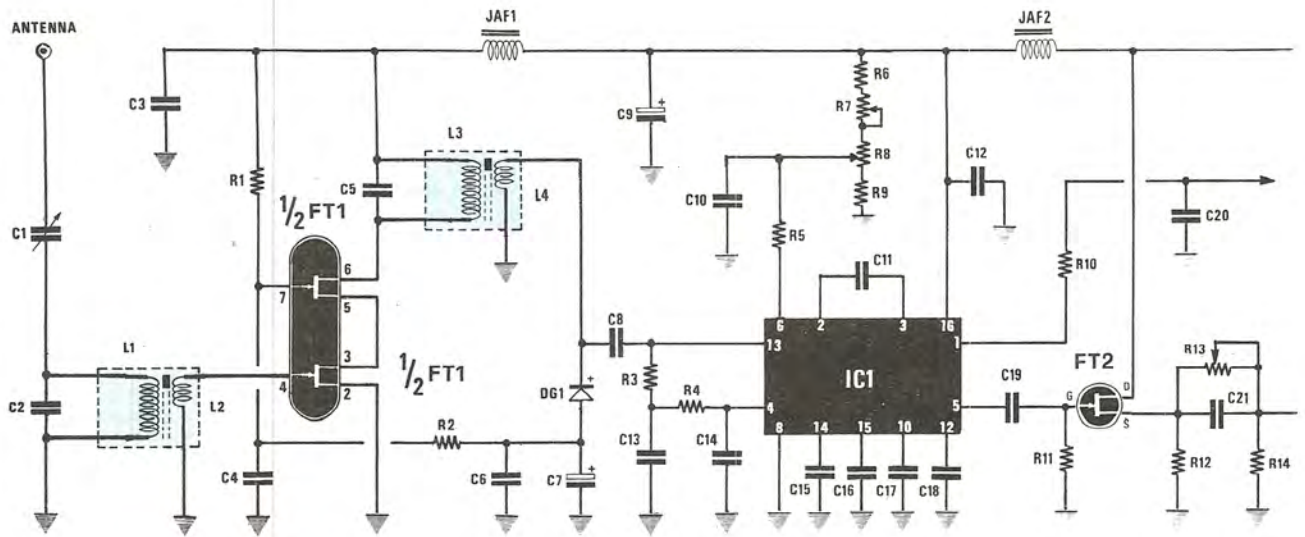 ANTENNA
JAF1
JAF2
C3
R6
R7
C9
L3
R8
C12
R1
C5
L4
C10
R9
C20
½ FT1
C1
R5
R10
6
C11
7
5
C8
6
2
3
16
13
1
R13
L1
3
½ FT1
R3
IC1
FT2
4
2
C19
D
C2
L2
DG1
R4
4
5
G
S
C21
8
14
15
10
12
R2
R11
R12
R14
C4
C6
C7
C13
C14
C15
C16
C17
C18